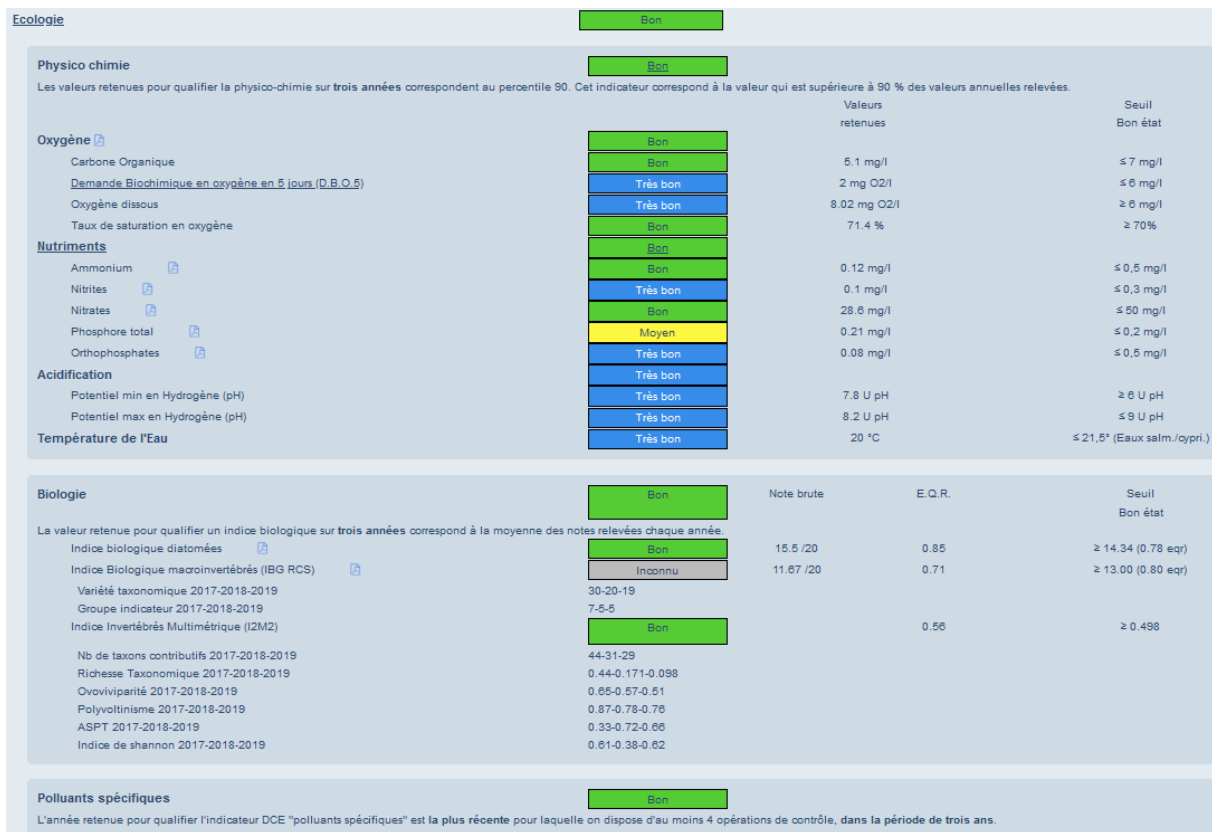 Ecologie Bon
Physico chimie Bon
Les valeurs retenues pour qualifier la physico-chimie sur trois années correspondent au percentile 90. Cet indicateur correspond à la valeur qui est supérieure à 90 % des valeurs annuelles relevées.
Valeurs Seuil
retenues Bon état
Oxygène Bon
Carbone Organique Bon 5.1 mg/l ≤ 7 mg/l
Demande Biochimique en oxygène en 5 jours (D.B.O.5) Très bon 2 mg O2/l ≤ 6 mg/l
Oxygène dissous Très bon 8.02 mg O2/l ≥ 6 mg/l
Taux de saturation en oxygène Bon 71.4 % ≥ 70%
Nutriments Bon
Ammonium Bon 0.12 mg/l ≤ 0,5 mg/l
Nitrites Très bon 0.1 mg/l ≤ 0,3 mg/l
Nitrates Bon 28.6 mg/l ≤ 50 mg/l
Phosphore total Moyen 0.21 mg/l ≤ 0,2 mg/l
Orthophosphates Très bon 0.08 mg/l ≤ 0,5 mg/l
Acidification Très bon
Potentiel min en Hydrogène (pH) Très bon 7.8 U pH ≥ 6 U pH
Potentiel max en Hydrogène (pH) Très bon 8.2 U pH ≤ 9 U pH
Température de l'Eau Très bon 20 °C ≤ 21,5° (Eaux salm./cypri.)
Biologie Bon Note brute E.Q.R. Seuil
Bon état
La valeur retenue pour qualifier un indice biologique sur trois années correspond à la moyenne des notes relevées chaque année.
Indice biologique diatomées Bon 15.5 /20 0.85 ≥ 14.34 (0.78 eqr)
Indice Biologique macroinvertébrés (IBG RCS) Inconnu 11.67 /20 0.71 ≥ 13.00 (0.80 eqr)
Variété taxonomique 2017-2018-2019 30-20-19
Groupe indicateur 2017-2018-2019 7-5-5
Indice Invertébrés Multimétrique (I2M2) Bon 0.56 ≥ 0.498
Nb de taxons contributifs 2017-2018-2019 44-31-29
Richesse Taxonomique 2017-2018-2019 0.44-0.171-0.098
Ovoviviparité 2017-2018-2019 0.65-0.57-0.51
Polyvoltinisme 2017-2018-2019 0.87-0.78-0.76
ASPT 2017-2018-2019 0.33-0.72-0.66
Indice de shannon 2017-2018-2019 0.61-0.38-0.62
Polluants spécifiques Bon
L'année retenue pour qualifier l'indicateur DCE "polluants spécifiques" est la plus récente pour laquelle on dispose d'au moins 4 opérations de contrôle, dans la période de trois ans.